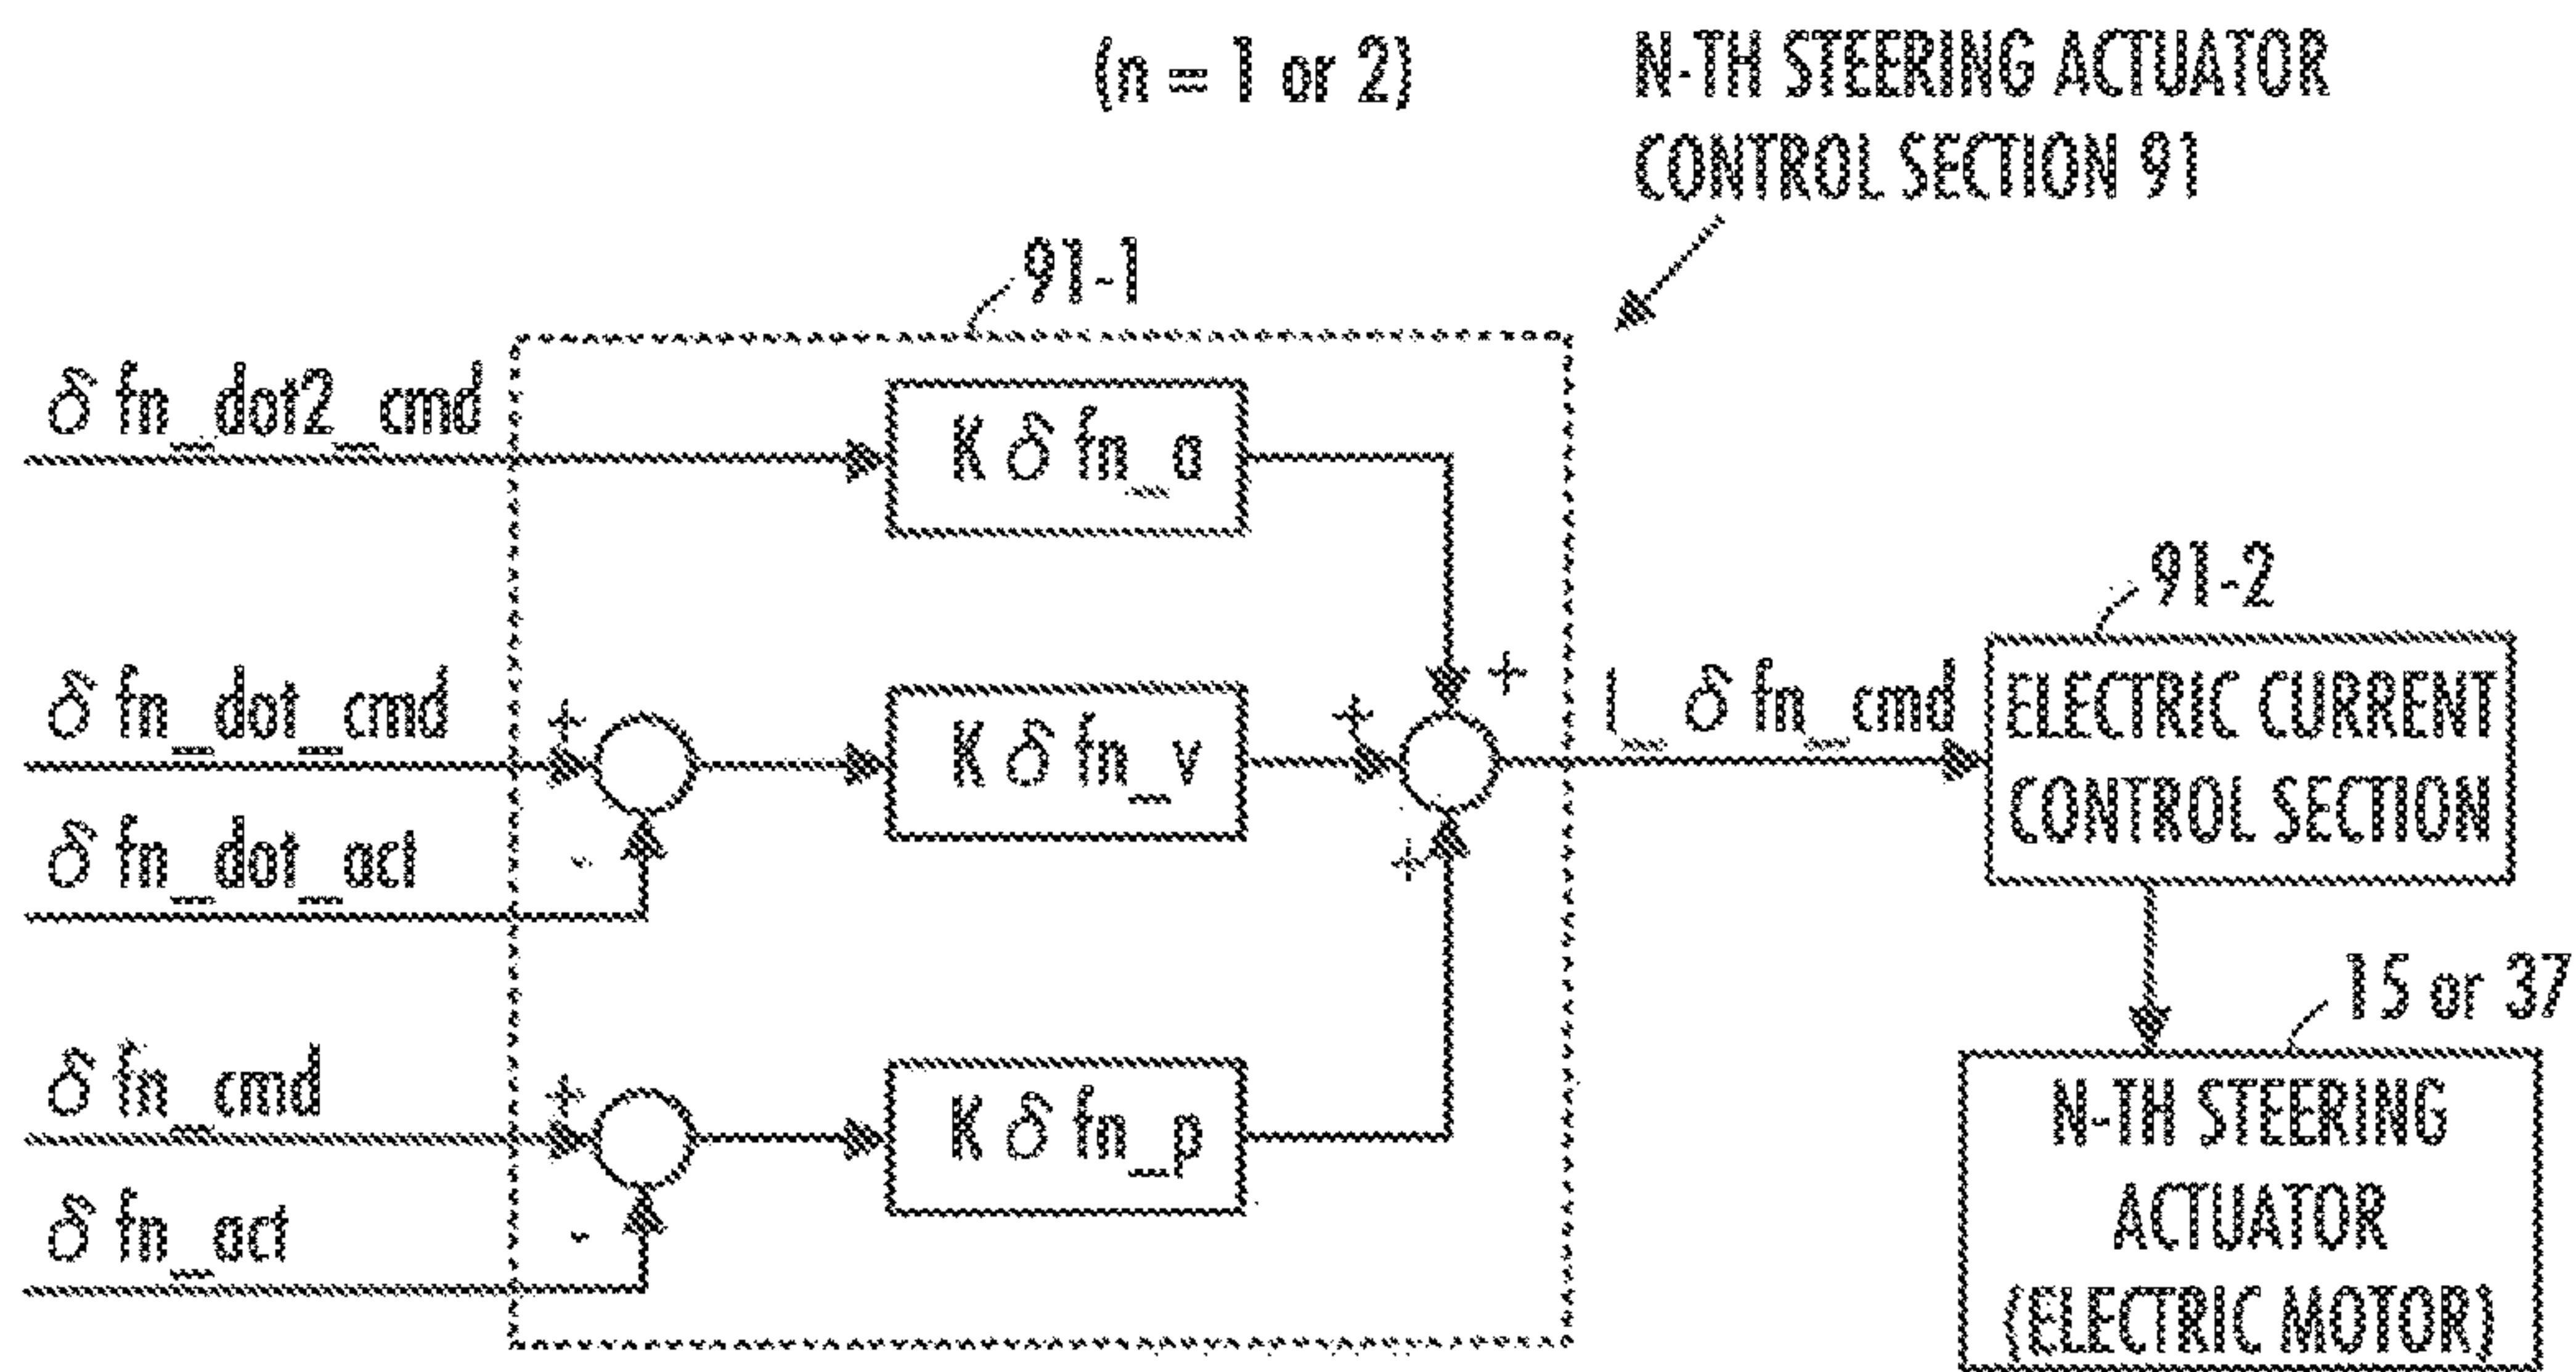 (n = 1 or 2)
N-TH STEERING ACTUATOR
CONTROL SECTION 91
91-1
δ fn_dot2_cmd
K δ fn_a
91-2
δ fn_dot_cmd
+
K δ fn_v
+
+
I_δ fn_cmd
ELECTRIC CURRENT
CONTROL SECTION
δ fn_dot_act
-
+
15 or 37
δ fn_cmd
+
K δ fn_p
N-TH STEERING
ACTUATOR
(ELECTRIC MOTOR)
δ fn_act
-